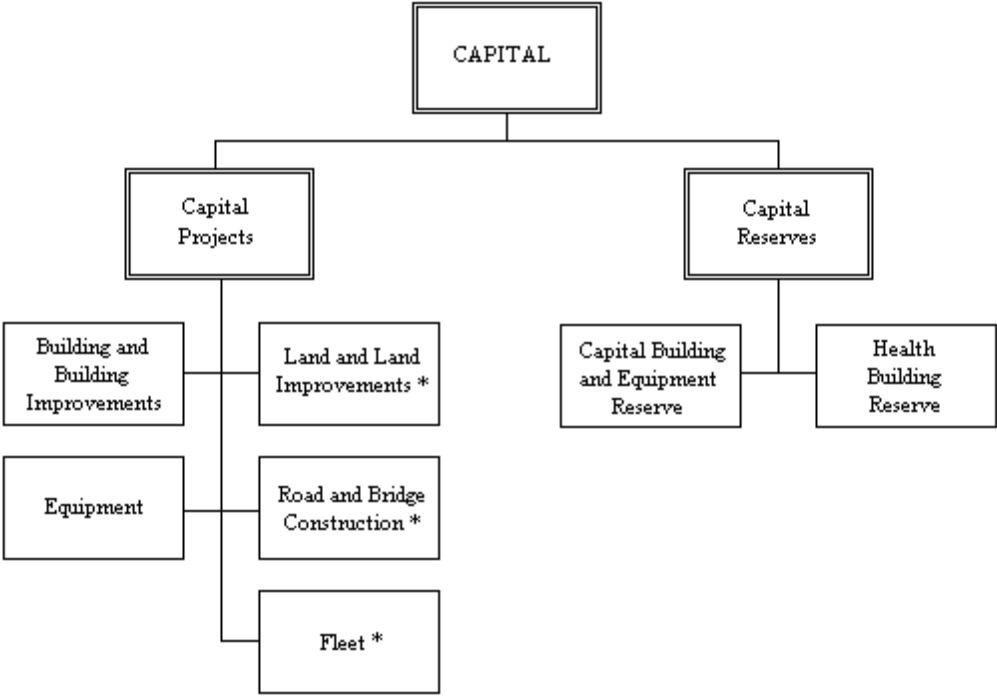 CAPITAL
Capital
Projects
Capital
Reserves
Building and
Building
Improvements
Land and Land
Improvements *
Capital Building
and Equipment
Reserve
Health
Building
Reserve
Equipment
Road and Bridge
Construction *
Fleet *